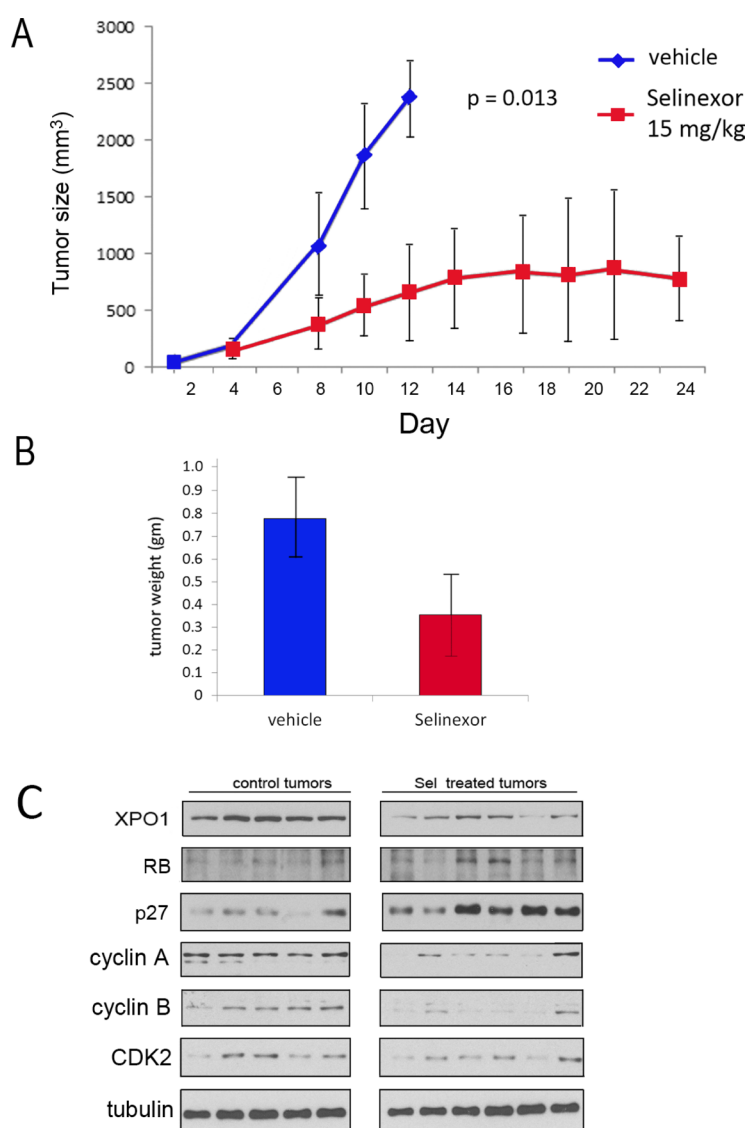 A
3000
2500
2000
1500
1000
500
0
Tumor size (mm³)
p = 0.013
vehicle
Selinexor
15 mg/kg
2 4 6 8 10 12 14 16 18 20 22 24
Day
B
1.0
0.9
0.8
0.7
0.6
0.5
0.4
0.3
0.2
0.1
0
tumor weight (gm)
vehicle Selinexor
C
control tumors Sel treated tumors
XPO1
RB
p27
cyclin A
cyclin B
CDK2
tubulin